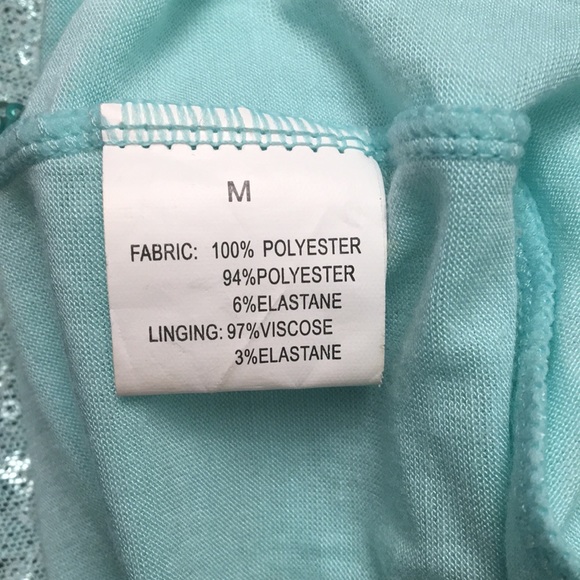 M
FABRIC: 100% POLYESTER
94%POLYESTER
6%ELASTANE
LINGING: 97%VISCOSE
3%ELASTANE